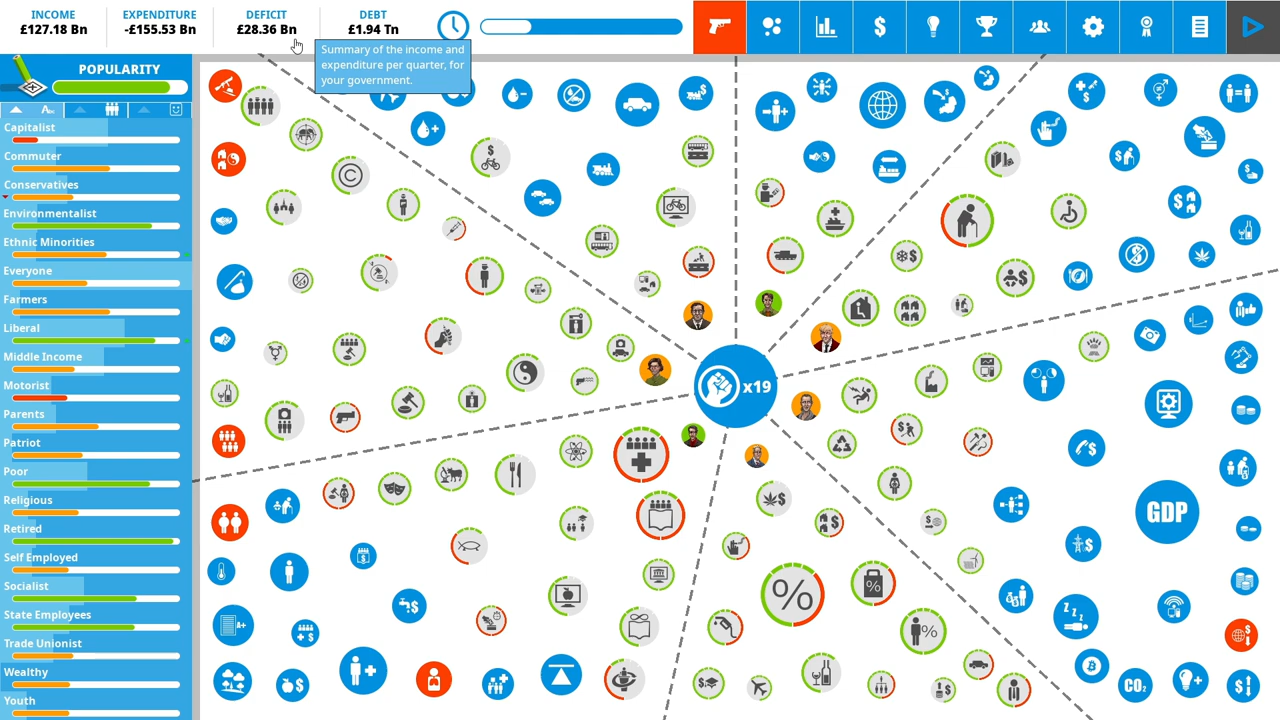 INCOME
£127.18 Bn
EXPENDITURE
-£155.53 Bn
DEFICIT
£28.36 Bn
DEBT
£1.94 Tn
Summary of the income and
expenditure per quarter, for
your government.
POPULARITY
Capitalist
Commuter
Conservatives
Environmentalist
Ethnic Minorities
Everyone
Farmers
Liberal
Middle Income
Motorist
Parents
Patriot
Poor
Religious
Retired
Self Employed
Socialist
State Employees
Trade Unionist
Wealthy
Youth
x19
GDP
CO₂